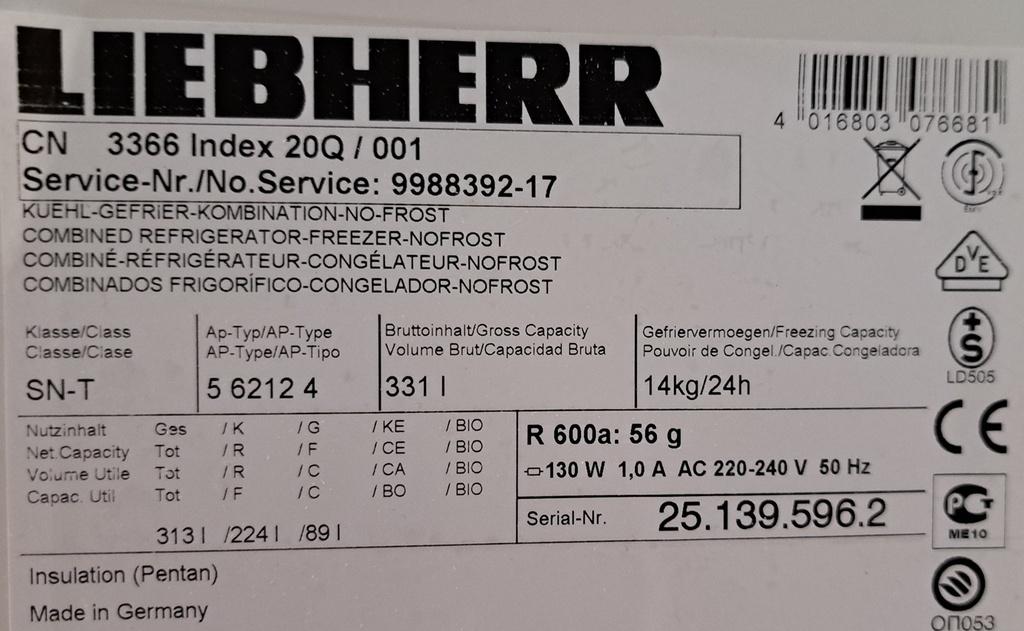 LIEBHERR
4 016803 076681
CN 3366 Index 20Q / 001
Service-Nr./No.Service: 9988392-17
KUEHL-GEFRIER-KOMBINATION-NO-FROST
COMBINED REFRIGERATOR-FREEZER-NOFROST
COMBINÉ-RÉFRIGÉRATEUR-CONGÉLATEUR-NOFROST
COMBINADOS FRIGORÍFICO-CONGELADOR-NOFROST
DVE
Klasse/Class
Classe/Clase
SN-T
Ap-Typ/AP-Type
AP-Type/AP-Tipo
5 6212 4
Bruttoinhalt/Gross Capacity
Volume Brut/Capacidad Bruta
331 l
Gefriervermoegen/Freezing Capacity
Pouvoir de Congel./Capac.Congeladora
14kg/24h
+S
LD505
CE
Nutzinhalt Ges / K / G / KE / BIO
Net.Capacity Tot / R / F / CE / BIO
Volume Utile Tot / R / C / CA / BIO
Capac. Util Tot / F / C / BO / BIO
313 l /224 l /89 l
R 600a: 56 g
130 W 1,0 A AC 220-240 V 50 Hz
Serial-Nr. 25.139.596.2
РСТ
ME10
Insulation (Pentan)
Made in Germany
ОП053